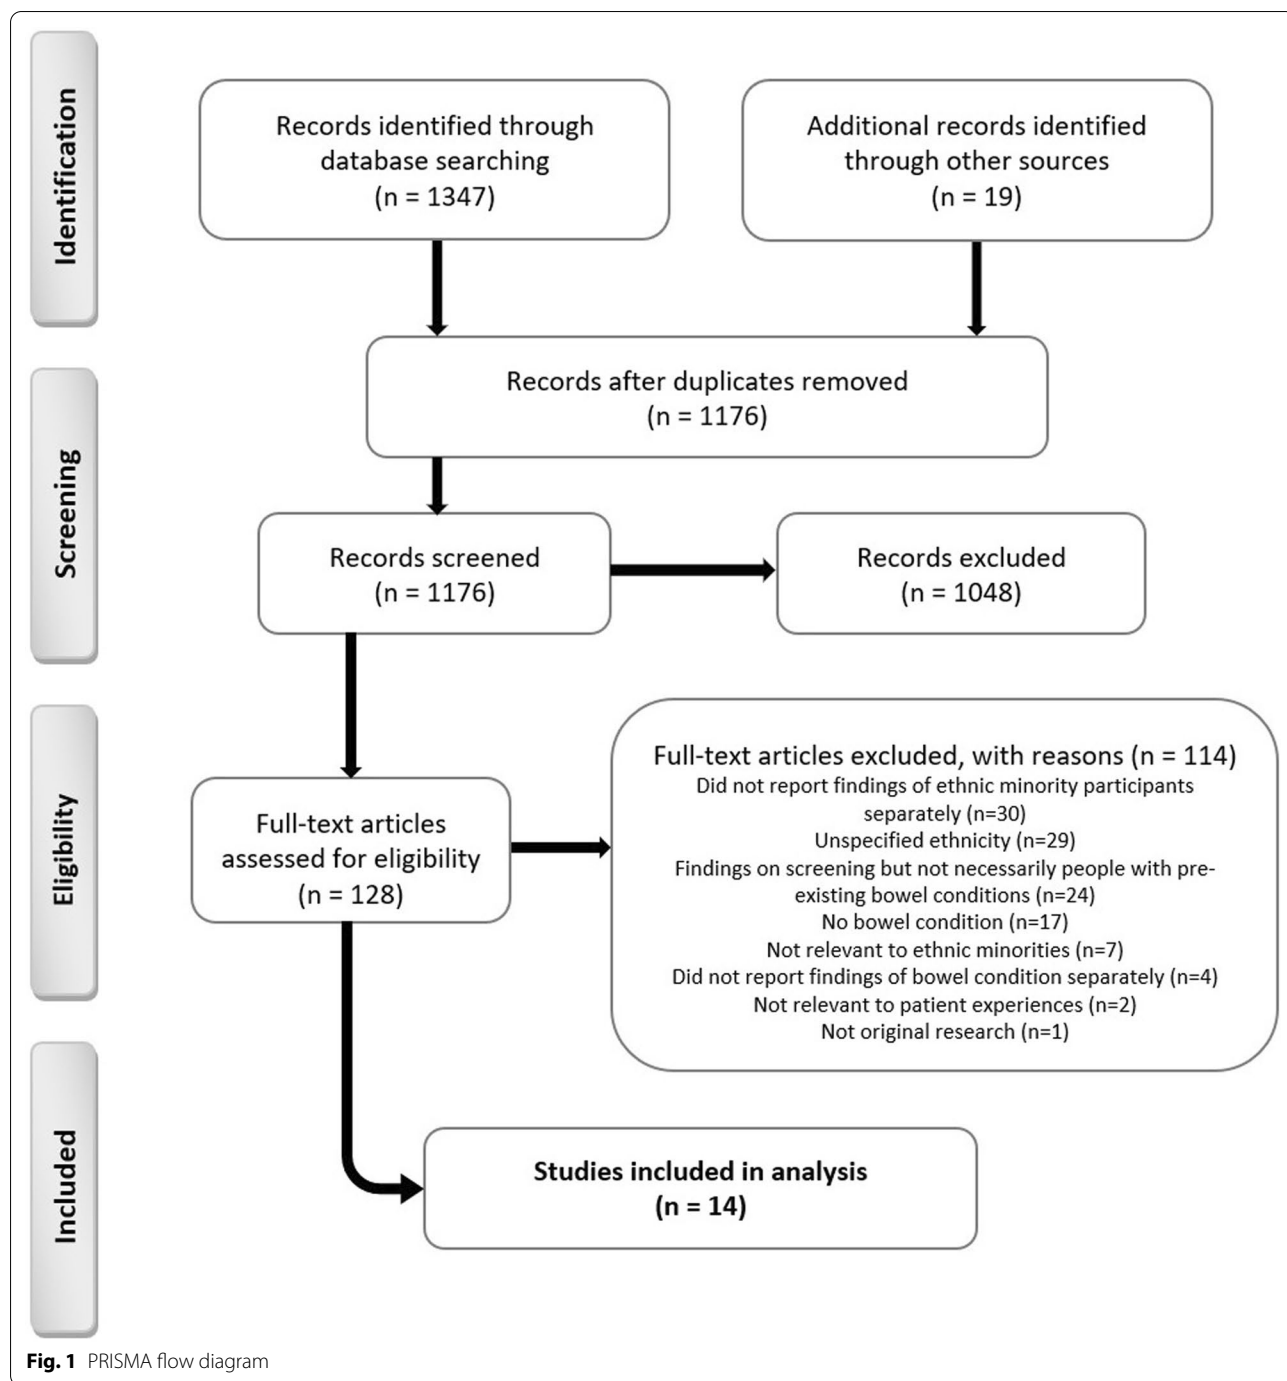 Identification
Records identified through
database searching
(n = 1347)
Additional records identified
through other sources
(n = 19)
Records after duplicates removed
(n = 1176)
Screening
Records screened
(n = 1176)
Records excluded
(n = 1048)
Eligibility
Full-text articles
assessed for eligibility
(n = 128)
Full-text articles excluded, with reasons (n = 114)
Did not report findings of ethnic minority participants
separately (n=30)
Unspecified ethnicity (n=29)
Findings on screening but not necessarily people with pre-
existing bowel conditions (n=24)
No bowel condition (n=17)
Not relevant to ethnic minorities (n=7)
Did not report findings of bowel condition separately (n=4)
Not relevant to patient experiences (n=2)
Not original research (n=1)
Included
Studies included in analysis
(n = 14)
Fig. 1 PRISMA flow diagram